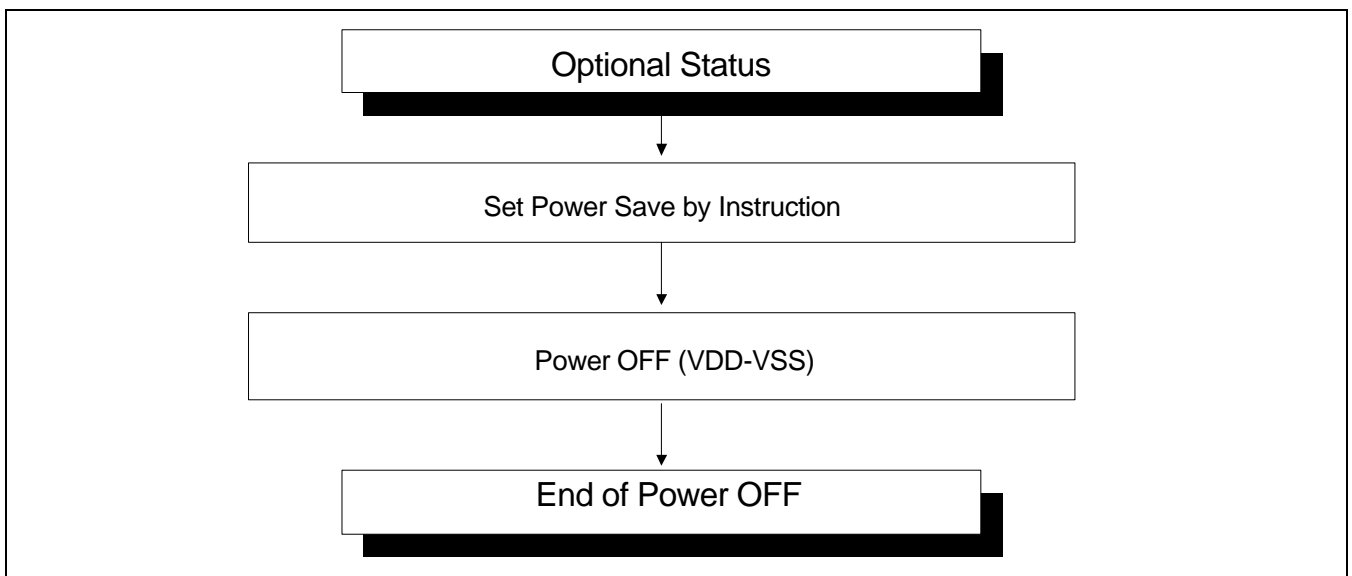 Optional Status
Set Power Save by Instruction
Power OFF (VDD-VSS)
End of Power OFF